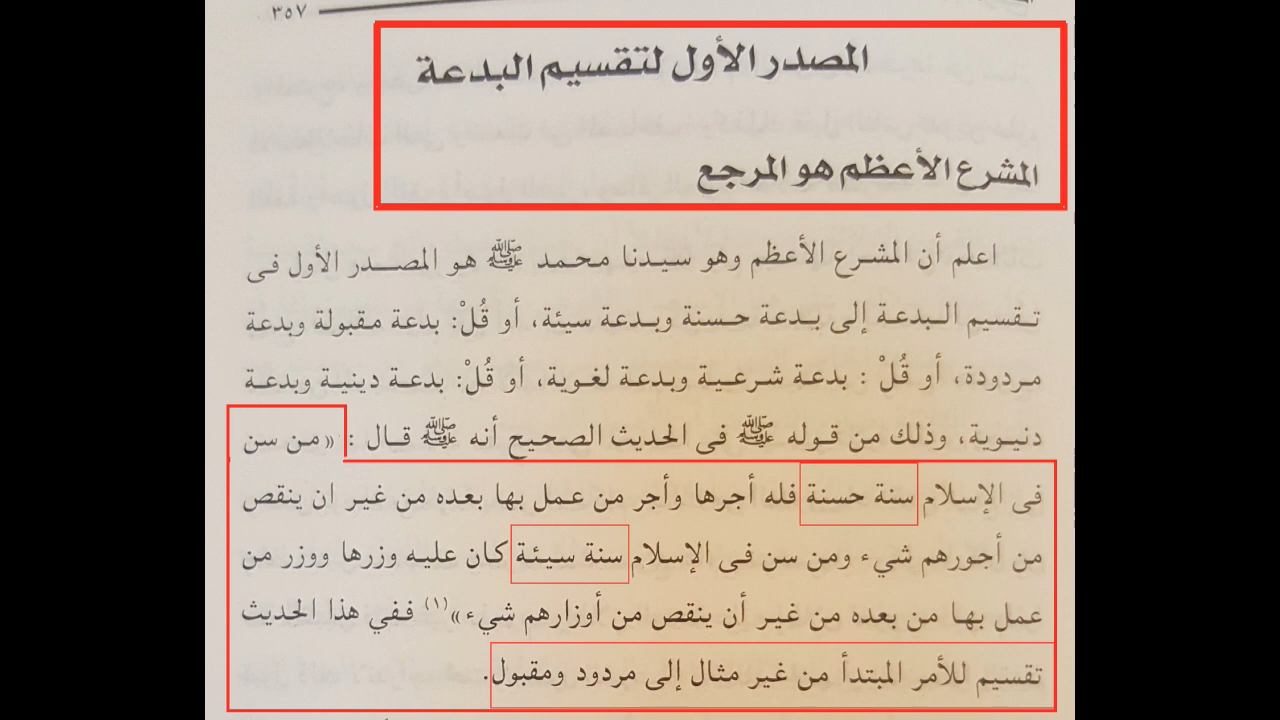 ٣٥٧
المصدر الأول لتقسيم البدعة
المشرع الأعظم هو المرجع
اعلم أن المشرع الأعظم وهو سيدنا محمد ﷺ هو المصدر الأول فى
تقسيم البدعة إلى بدعة حسنة وبدعة سيئة، أو قُلْ: بدعة مقبولة وبدعة
مردودة، أو قُلْ : بدعة شرعية وبدعة لغوية، أو قُلْ: بدعة دينية وبدعة
دنيوية، وذلك من قوله ﷺ فى الحديث الصحيح أنه ﷺ قال : «من سن
فى الإسلام سنة حسنة فله أجرها وأجر من عمل بها بعده من غير ان ينقص
من أجورهم شيء ومن سن فى الإسلام سنة سيئة كان عليه وزرها ووزر من
عمل بها من بعده من غير أن ينقص من أوزارهم شيء»(١) ففي هذا الحديث
تقسيم للأمر المبتدأ من غير مثال إلى مردود ومقبول.